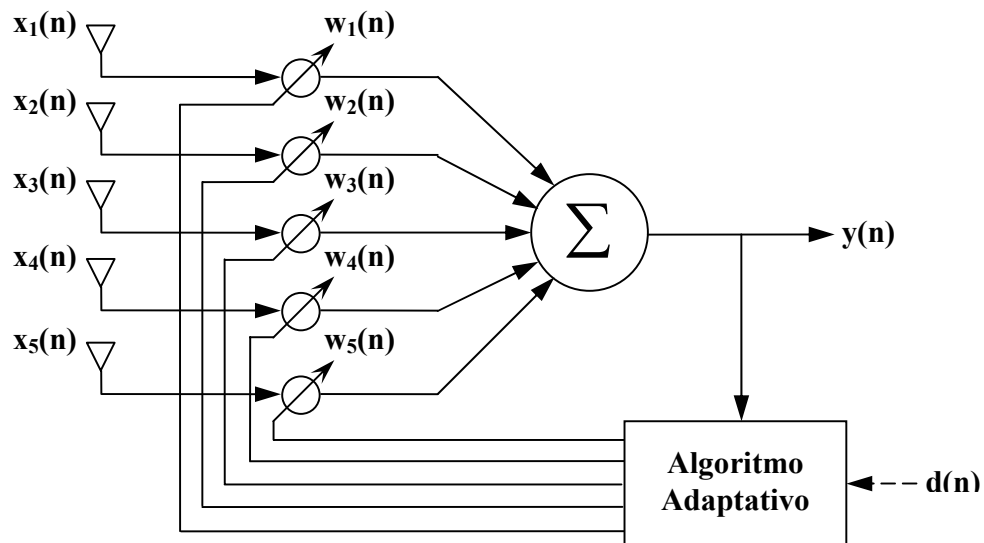 x₁(n) w₁(n)
x₂(n) w₂(n)
x₃(n) w₃(n)
x₄(n) w₄(n)
x₅(n) w₅(n)
Σ
y(n)
Algoritmo
Adaptativo
d(n)